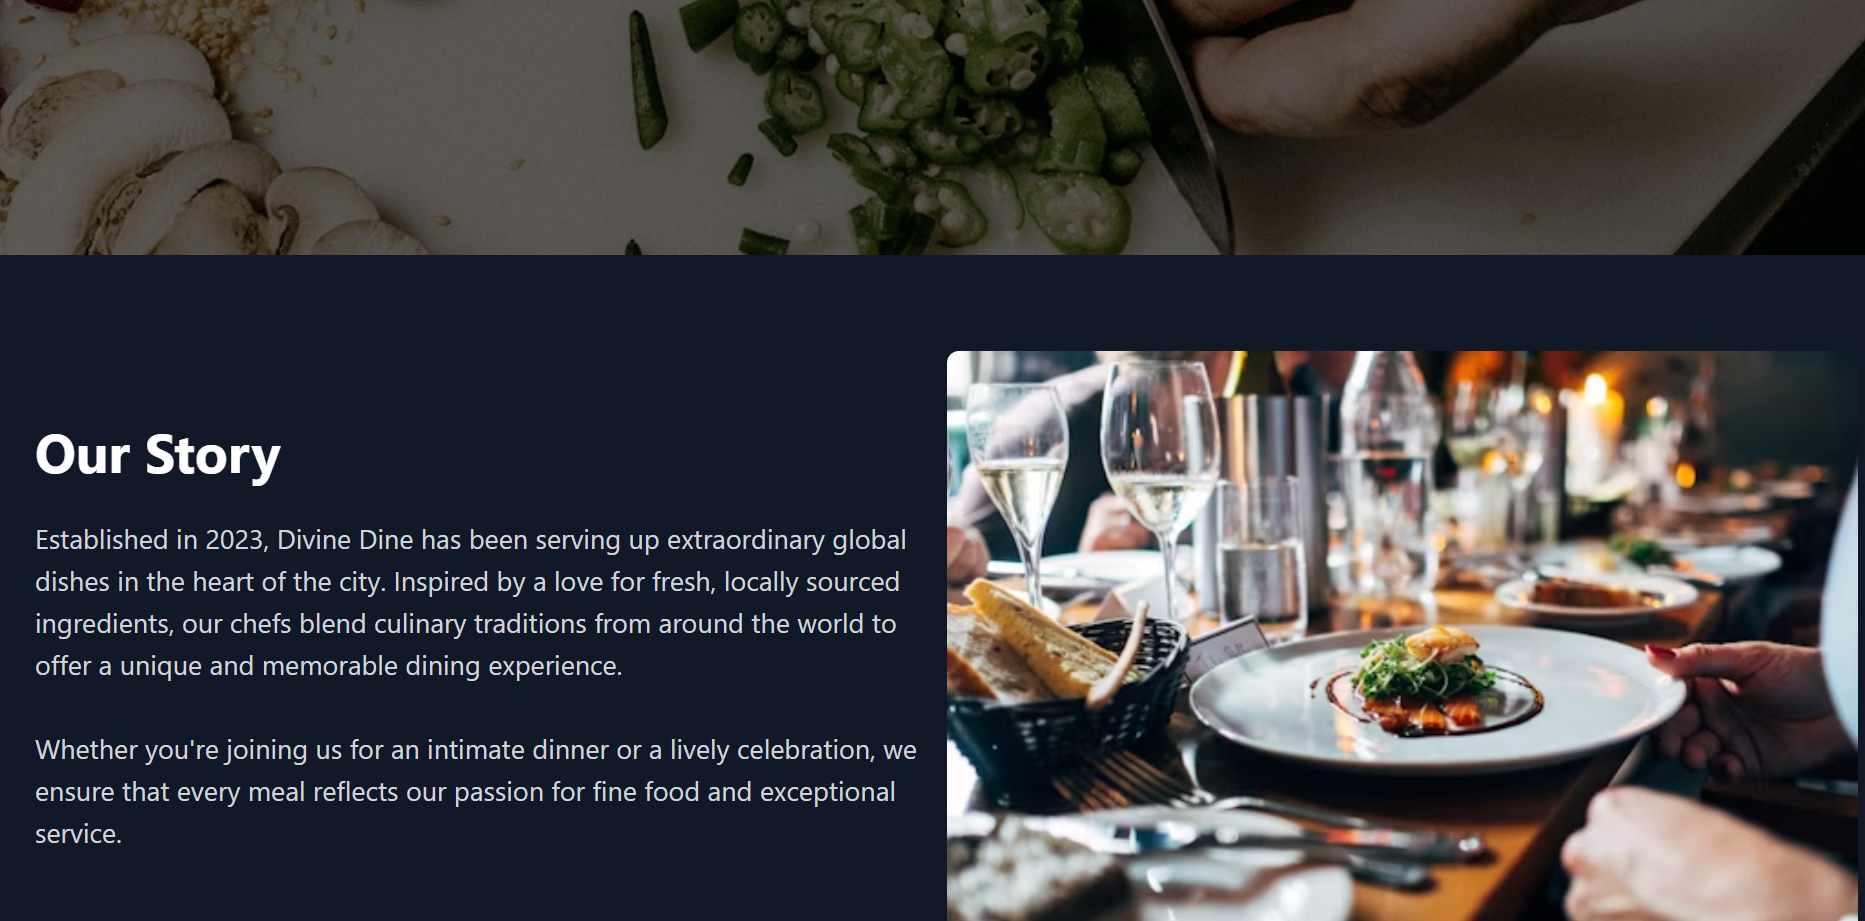 Our Story
Established in 2023, Divine Dine has been serving up extraordinary global
dishes in the heart of the city. Inspired by a love for fresh, locally sourced
ingredients, our chefs blend culinary traditions from around the world to
offer a unique and memorable dining experience.
Whether you're joining us for an intimate dinner or a lively celebration, we
ensure that every meal reflects our passion for fine food and exceptional
service.